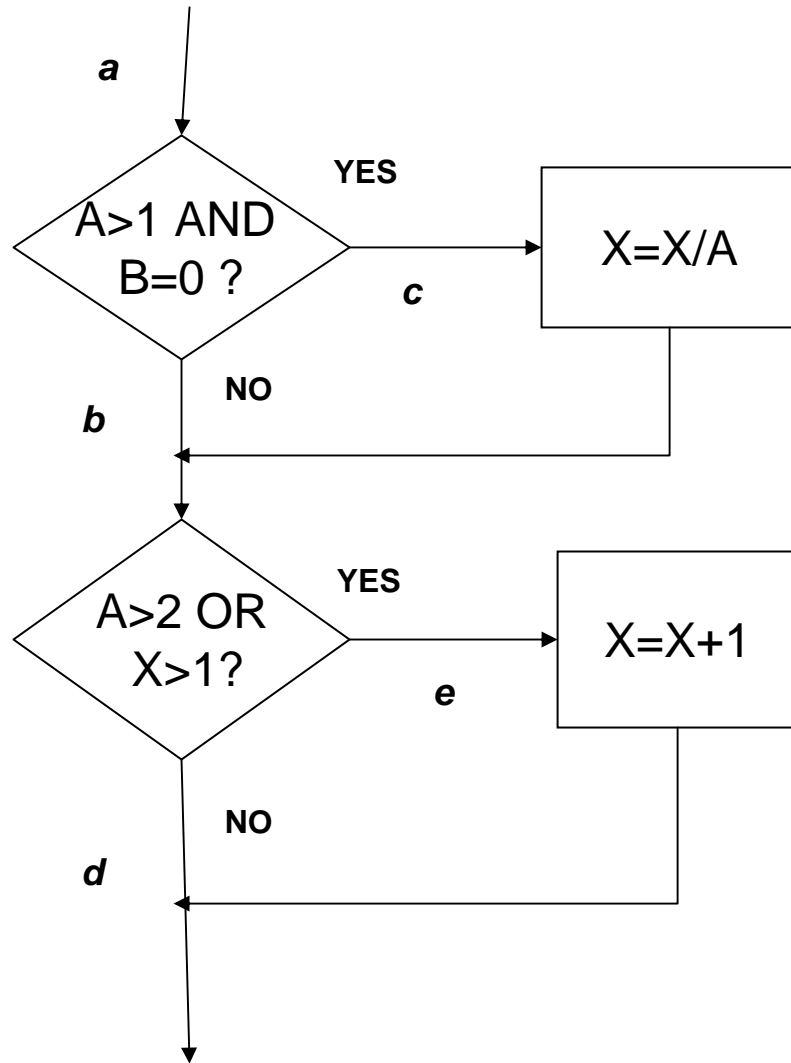 a
YES
A>1 AND
B=0 ?
X=X/A
c
NO
b
YES
A>2 OR
X>1?
X=X+1
e
NO
d